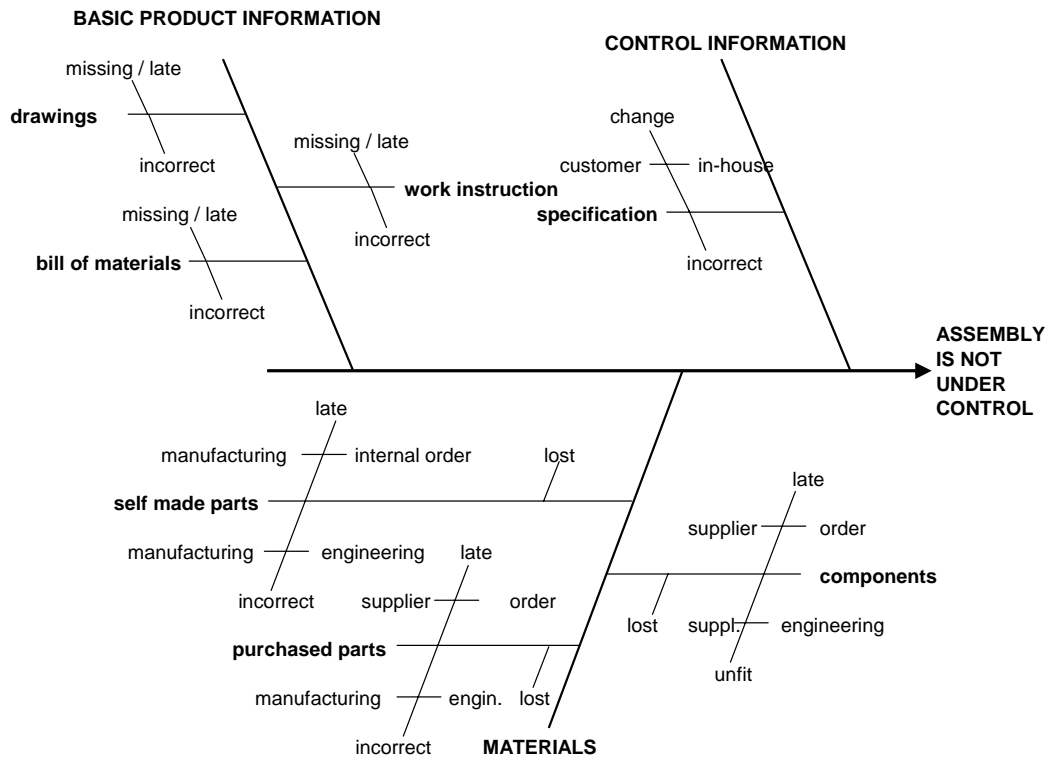 BASIC PRODUCT INFORMATION
CONTROL INFORMATION
missing / late
drawings
incorrect
missing / late
work instruction
incorrect
missing / late
bill of materials
incorrect
change
customer
in-house
specification
incorrect
ASSEMBLY
IS NOT
UNDER
CONTROL
late
manufacturing
internal order
lost
self made parts
manufacturing
engineering
incorrect
late
supplier
order
purchased parts
manufacturing
engin.
lost
incorrect
late
supplier
order
components
lost
suppl.
engineering
unfit
MATERIALS